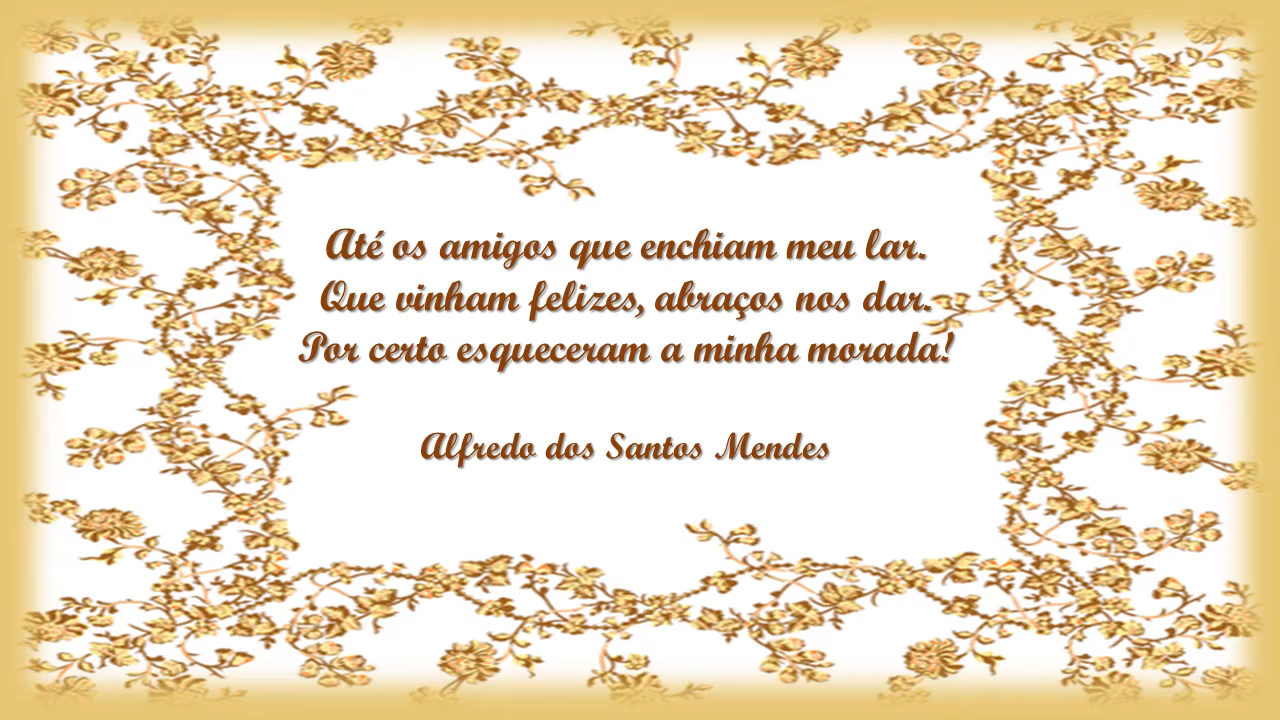 Até os amigos que enchiam meu lar.
Que vinham felizes, abraços nos dar.
Por certo esqueceram a minha morada!
Alfredo dos Santos Mendes